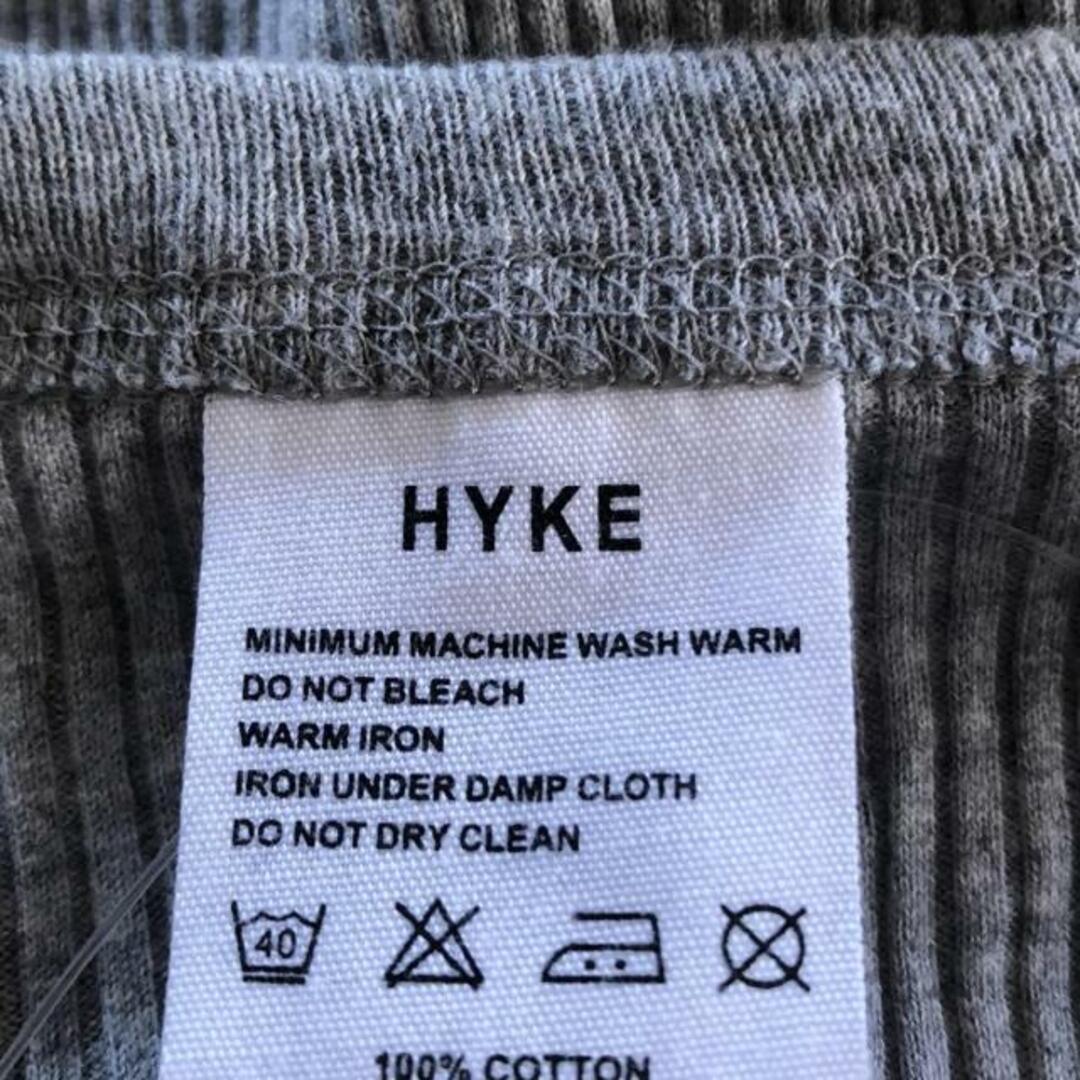 HYKE
MINIMUM MACHINE WASH WARM
DO NOT BLEACH
WARM IRON
IRON UNDER DAMP CLOTH
DO NOT DRY CLEAN
40
100% COTTON